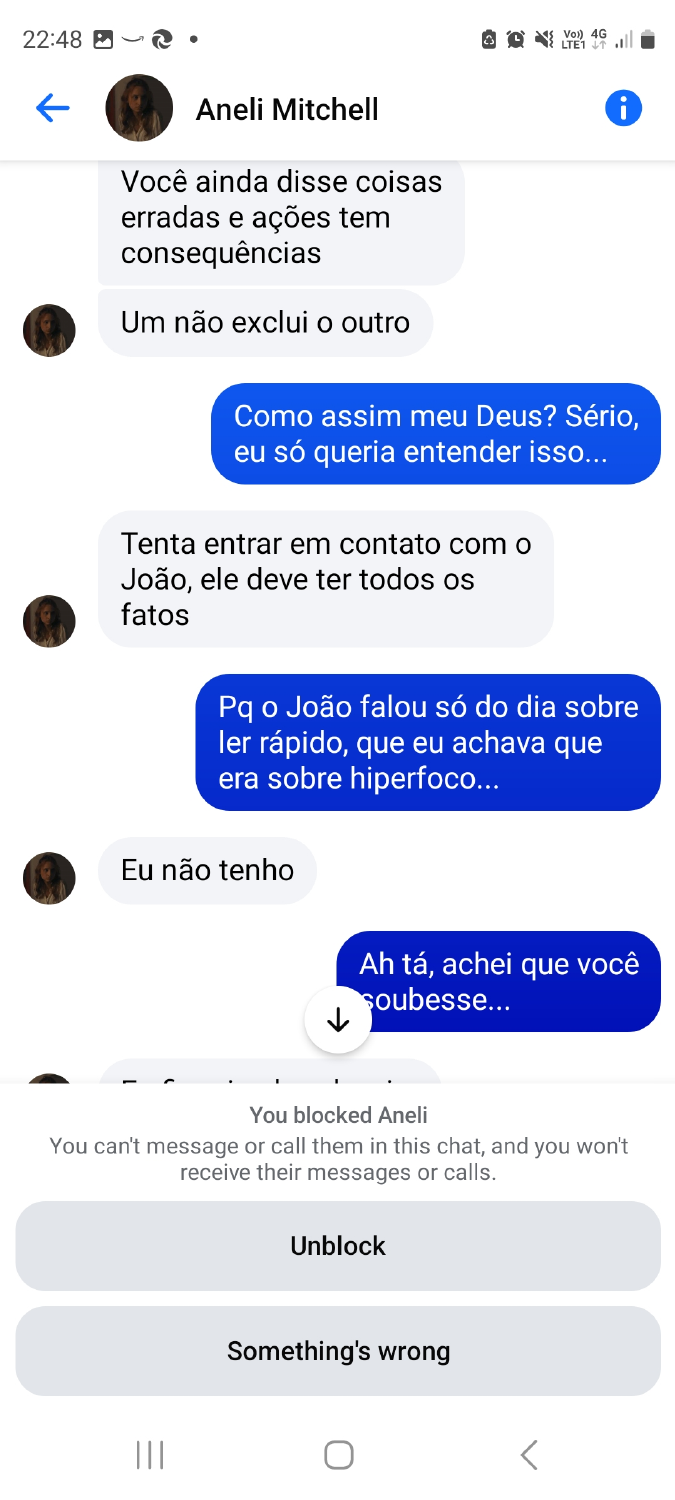 22:48
Vo)) 4G
LTE1
Aneli Mitchell
Você ainda disse coisas
erradas e ações tem
consequências
Um não exclui o outro
Como assim meu Deus? Sério,
eu só queria entender isso...
Tenta entrar em contato com o
João, ele deve ter todos os
fatos
Pq o João falou só do dia sobre
ler rápido, que eu achava que
era sobre hiperfoco...
Eu não tenho
Ah tá, achei que você
soubesse...
You blocked Aneli
You can't message or call them in this chat, and you won't
receive their messages or calls.
Unblock
Something's wrong